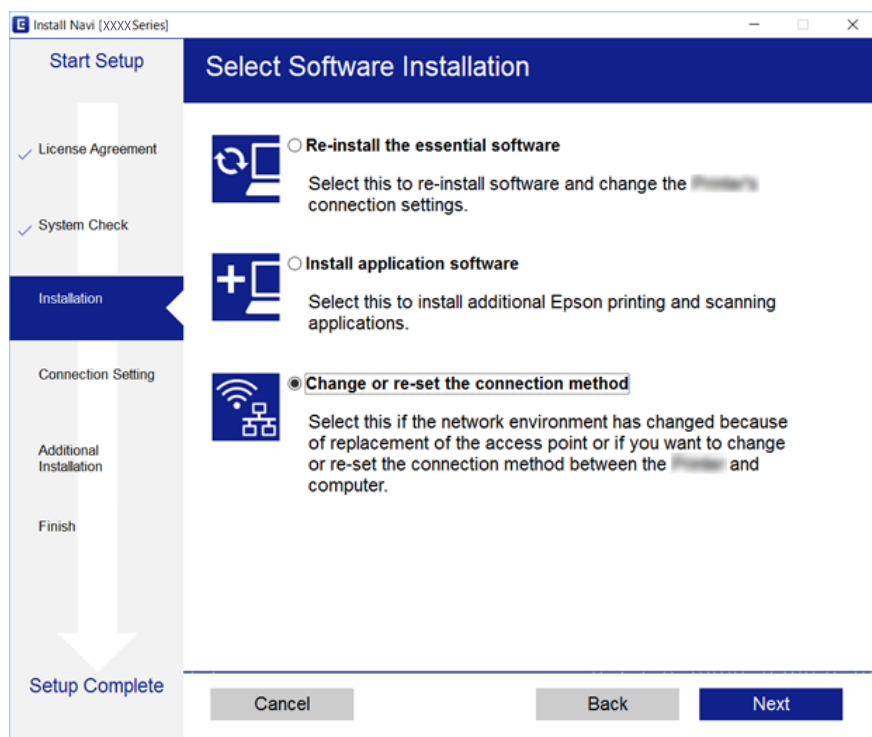 Install Navi [XXXX Series]
Start Setup
License Agreement
System Check
Installation
Connection Setting
Additional
Installation
Finish
Setup Complete
Select Software Installation
Re-install the essential software
Select this to re-install software and change the
connection settings.
Install application software
Select this to install additional Epson printing and scanning
applications.
Change or re-set the connection method
Select this if the network environment has changed because
of replacement of the access point or if you want to change
or re-set the connection method between the and
computer.
Cancel
Back
Next